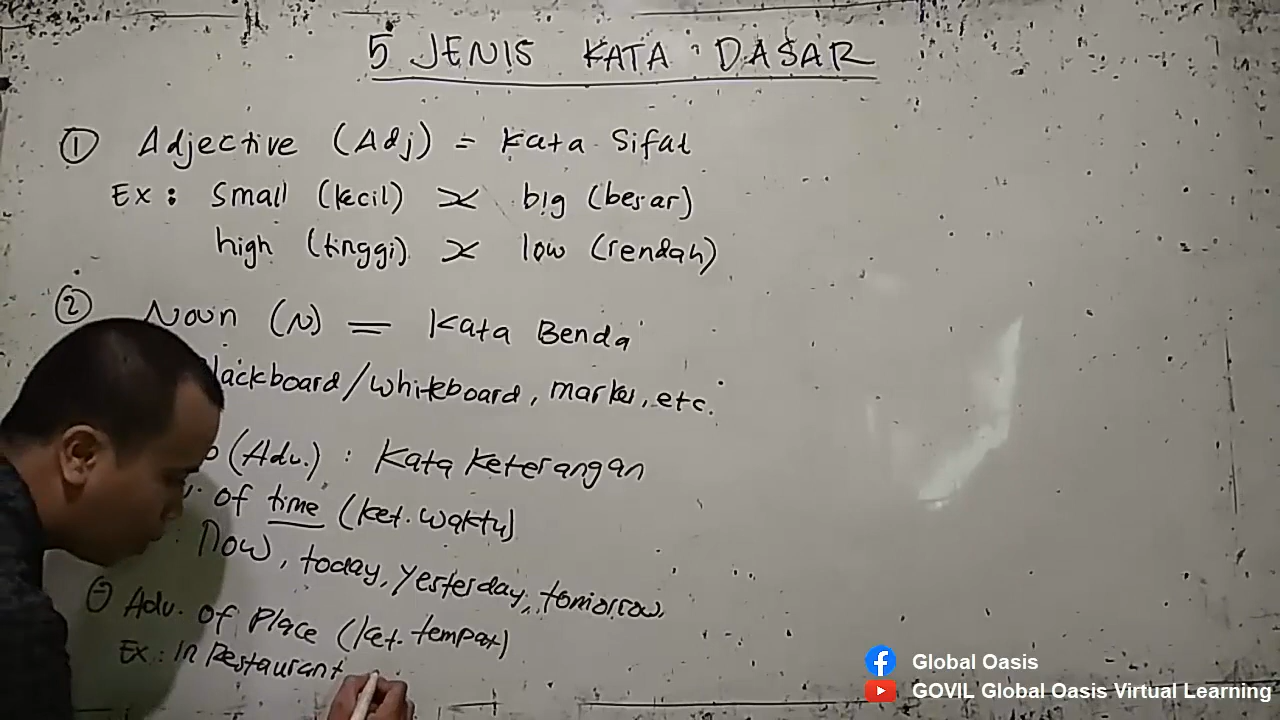 5 JENIS KATA DASAR
① Adjective (Adj) = Kata Sifat
Ex : Small (kecil) >< big (besar)
high (tinggi) >< low (rendah)
② Noun (N) = Kata Benda
blackboard/whiteboard, marker, etc.
(Adv.) : Kata Keterangan
of time (ket. waktu)
: Now, today, yesterday, tomorrow.
Adv. of Place (ket. tempat)
Ex : In Restaurant
Global Oasis
GOVIL Global Oasis Virtual Learning